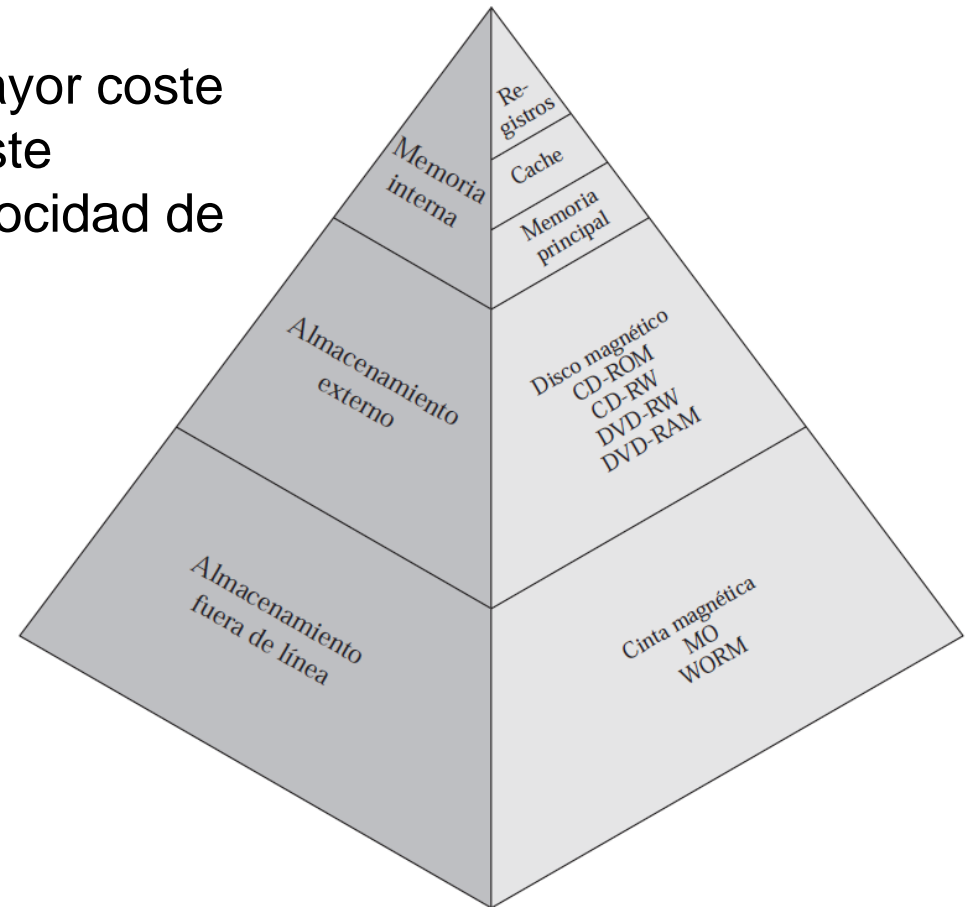 ayor coste
ste
ocidad de
Memoria
interna
Re-
gistros
Cache
Memoria
principal
Almacenamiento
externo
Disco magnético
CD-ROM
CD-RW
DVD-RW
DVD-RAM
Almacenamiento
fuera de línea
Cinta magnética
MO
WORM